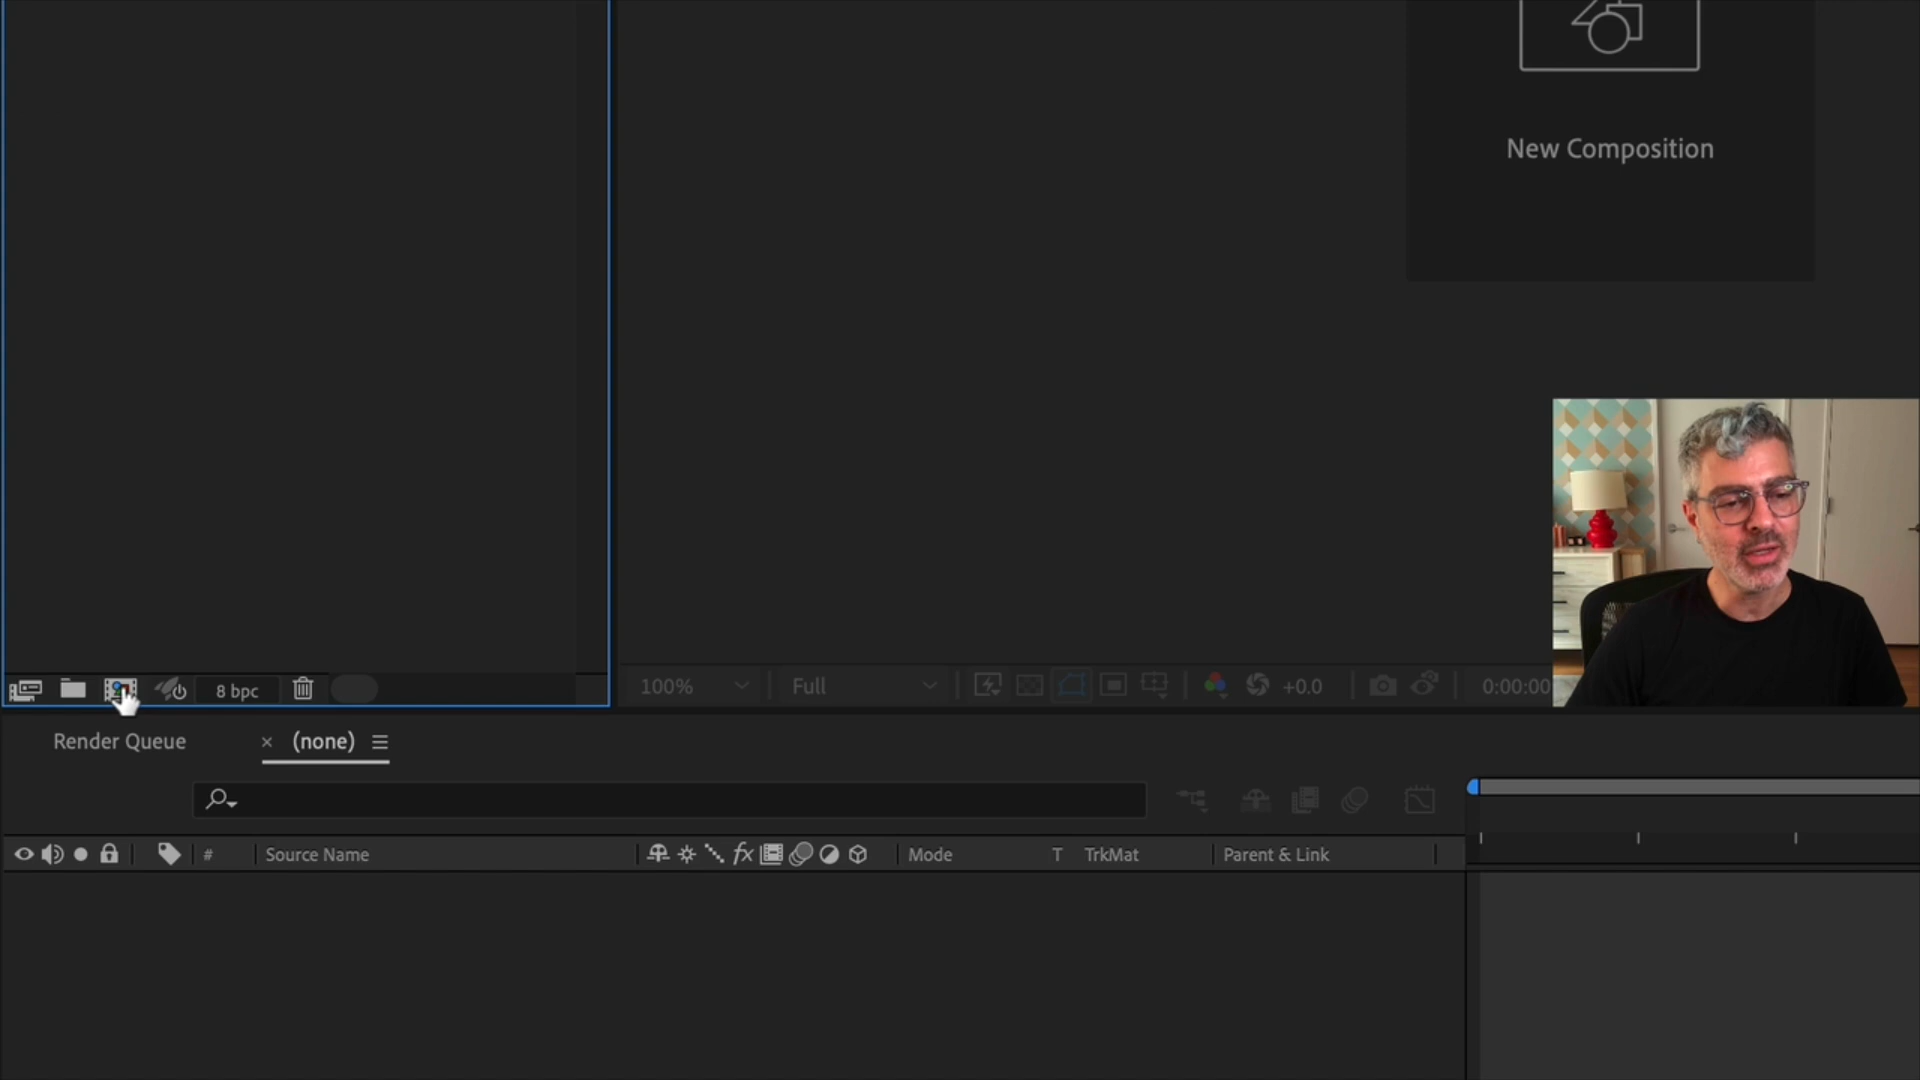 New Composition
8 bpc
100%
Full
+0.0
0:00:00
Render Queue
× (none)
#
Source Name
fx
Mode
T
TrkMat
Parent & Link